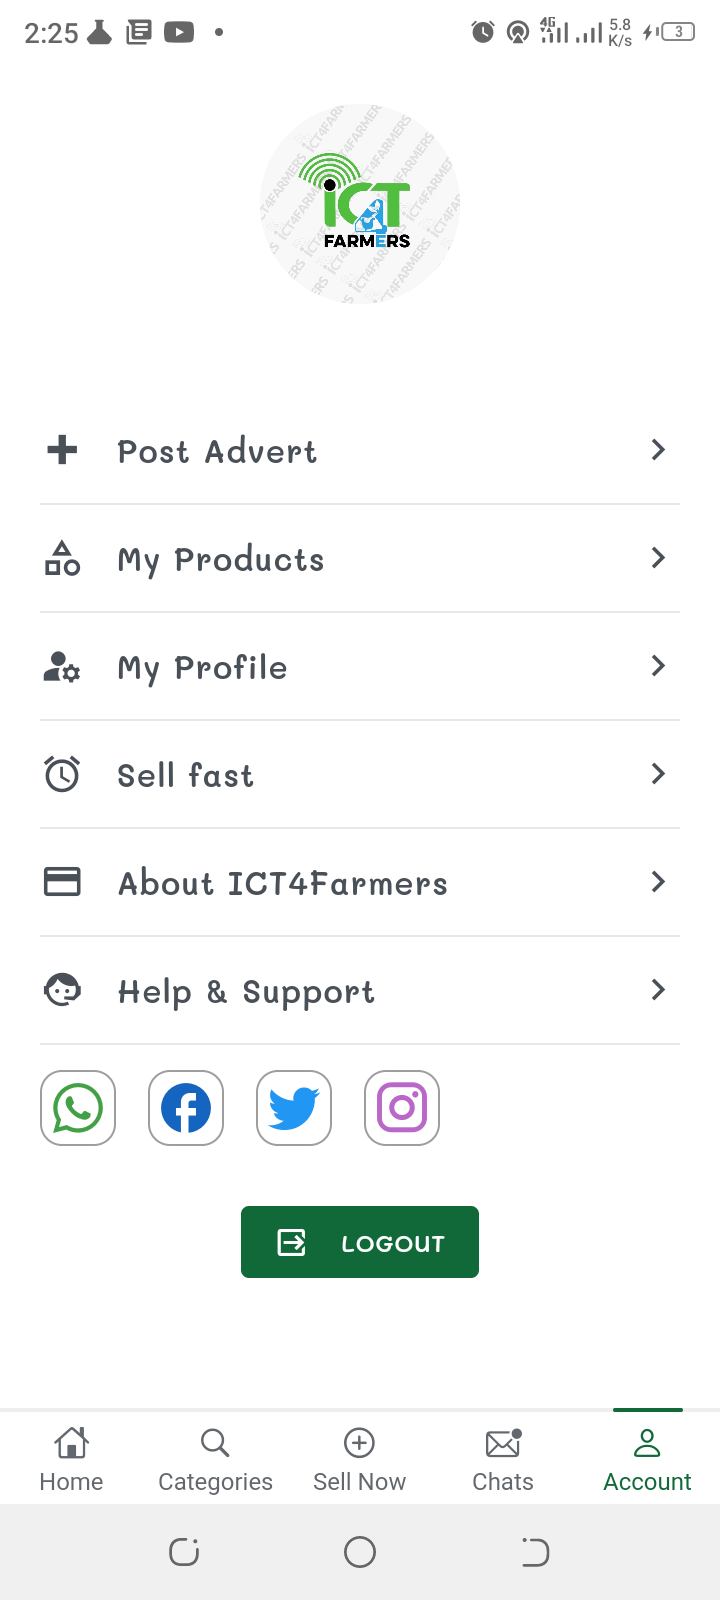 2:25
4G
5.8
K/s
3
iC4T
FARMERS
Post Advert
My Products
My Profile
Sell fast
About ICT4Farmers
Help & Support
LOGOUT
Home
Categories
Sell Now
Chats
Account